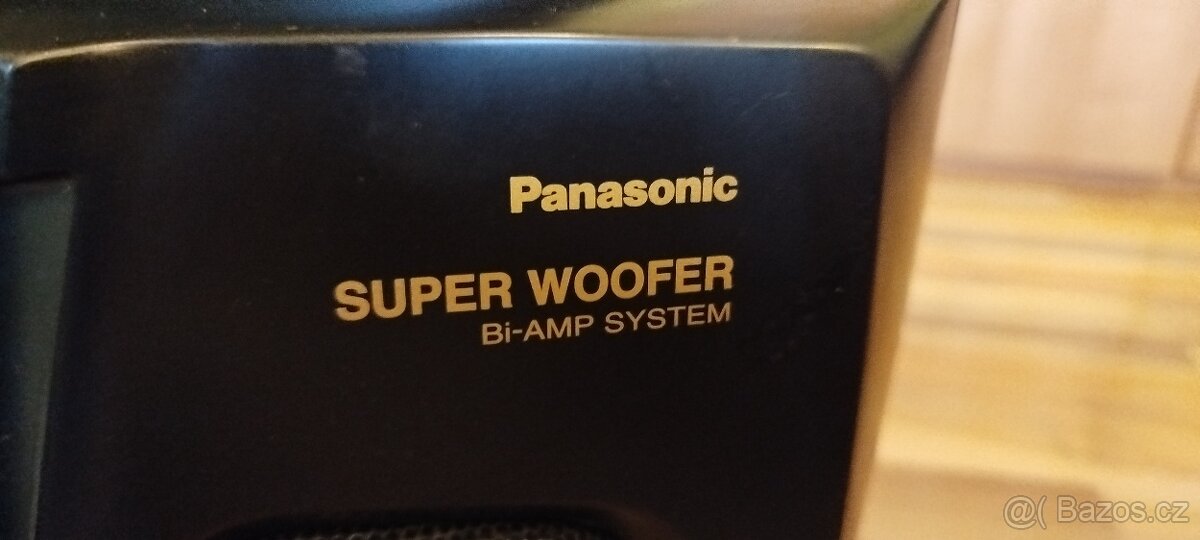 Panasonic
SUPER WOOFER
Bi-AMP SYSTEM
@( Bazos.cz